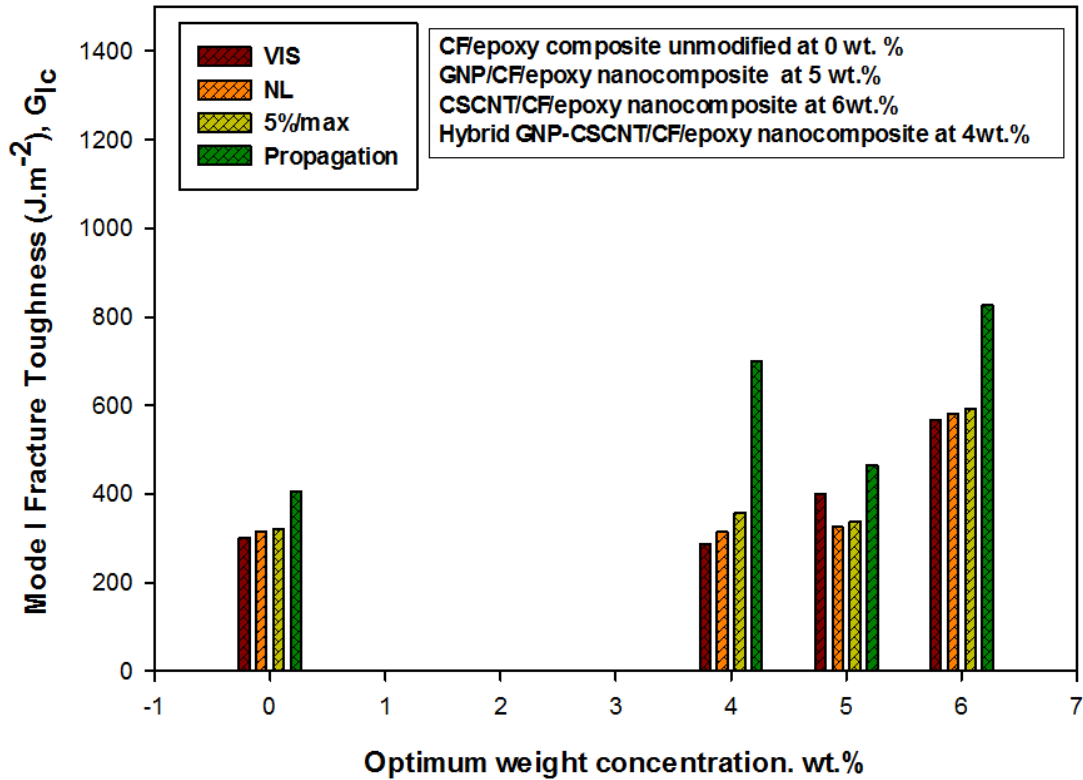 Mode I Fracture Toughness (J.m-2), GIc
1400
1200
1000
800
600
400
200
0
VIS
NL
5%/max
Propagation
CF/epoxy composite unmodified at 0 wt. %
GNP/CF/epoxy nanocomposite at 5 wt.%
CSCNT/CF/epoxy nanocomposite at 6wt.%
Hybrid GNP-CSCNT/CF/epoxy nanocomposite at 4wt.%
-1 0 1 2 3 4 5 6 7
Optimum weight concentration. wt.%